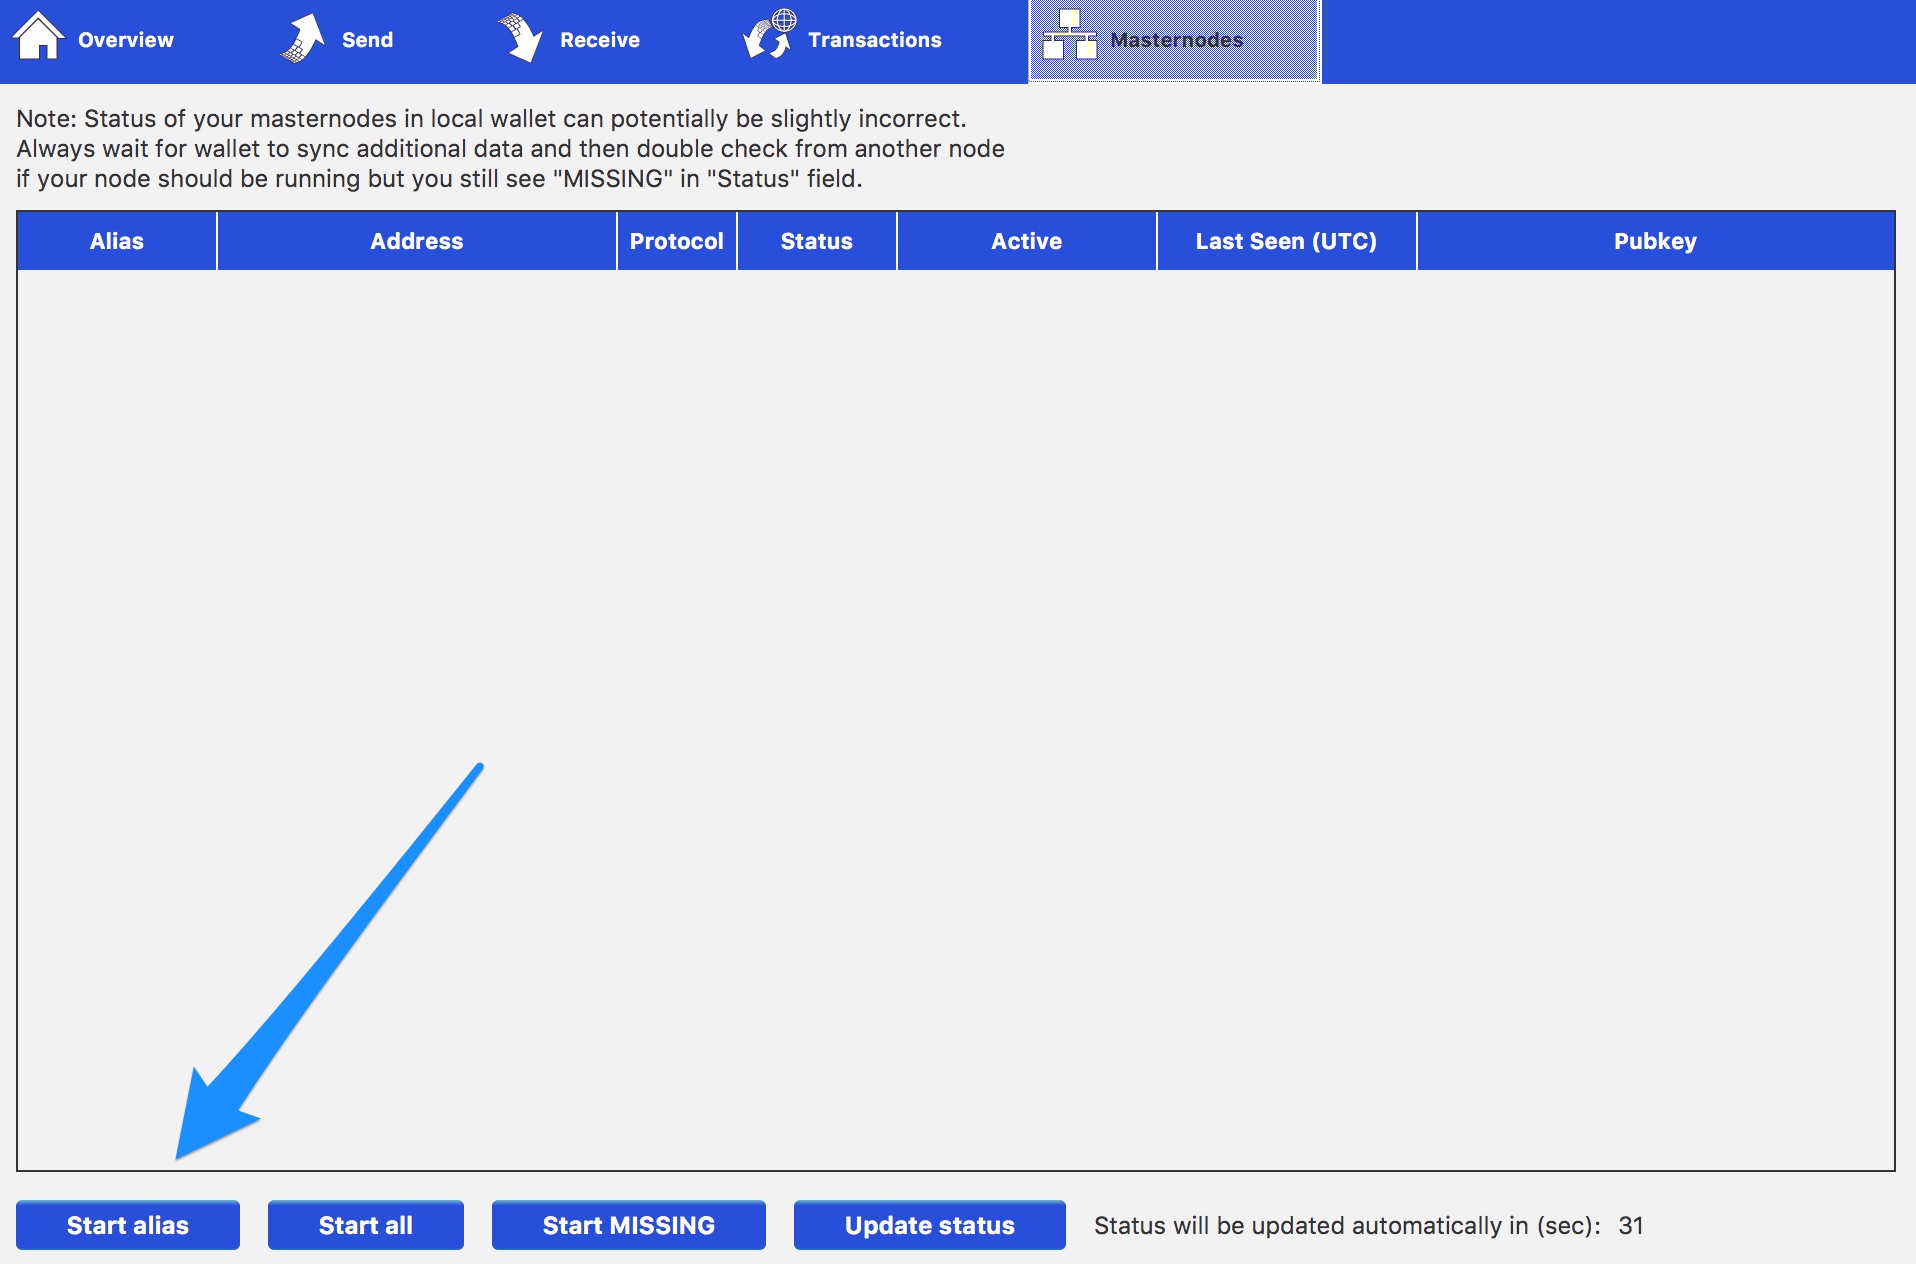 Overview Send Receive Transactions Masternodes
Note: Status of your masternodes in local wallet can potentially be slightly incorrect.
Always wait for wallet to sync additional data and then double check from another node
if your node should be running but you still see "MISSING" in "Status" field.
Alias Address Protocol Status Active Last Seen (UTC) Pubkey
Start alias Start all Start MISSING Update status Status will be updated automatically in (sec): 31